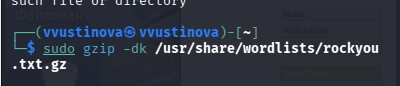 such file or directory
┌──(vvustinova㉿vvustinova)-[~]
└─$ sudo gzip -dk /usr/share/wordlists/rockyou
.txt.gz